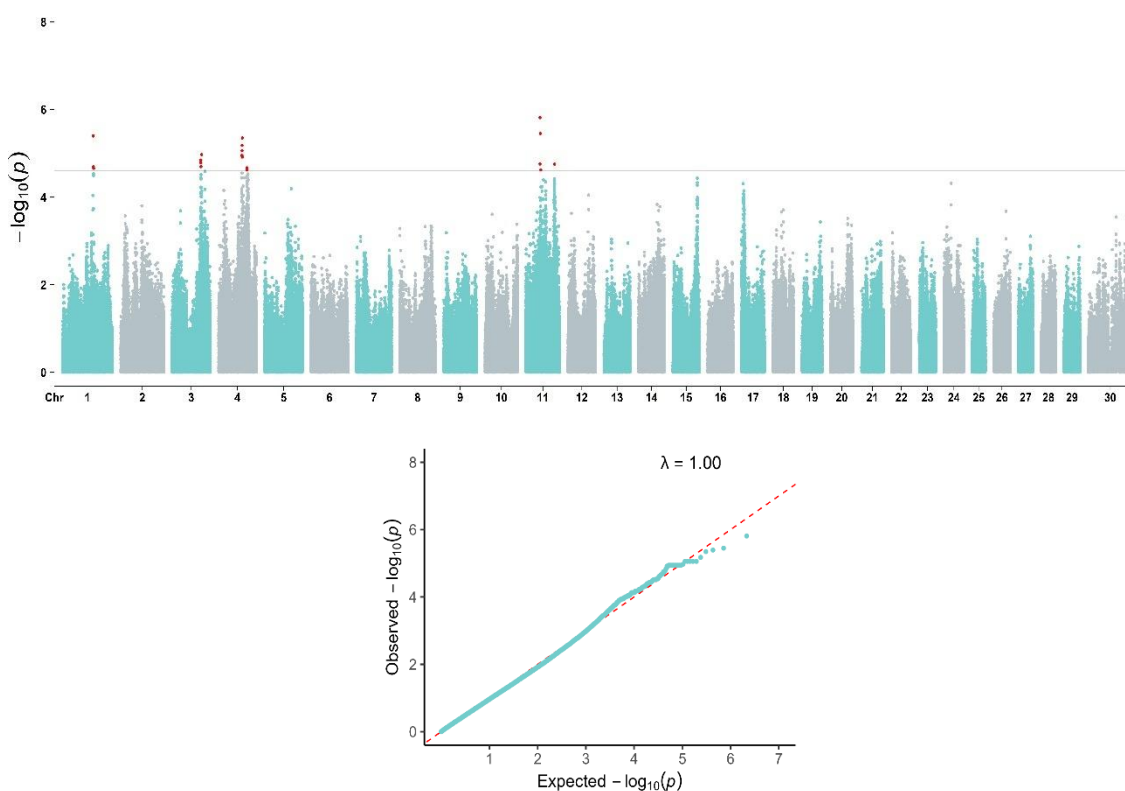 8
6
4
2
0
−log₁₀(p)
Chr 1 2 3 4 5 6 7 8 9 10 11 12 13 14 15 16 17 18 19 20 21 22 23 24 25 26 27 28 29 30
λ = 1.00
8
6
4
2
0
Observed −log₁₀(p)
1 2 3 4 5 6 7
Expected −log₁₀(p)